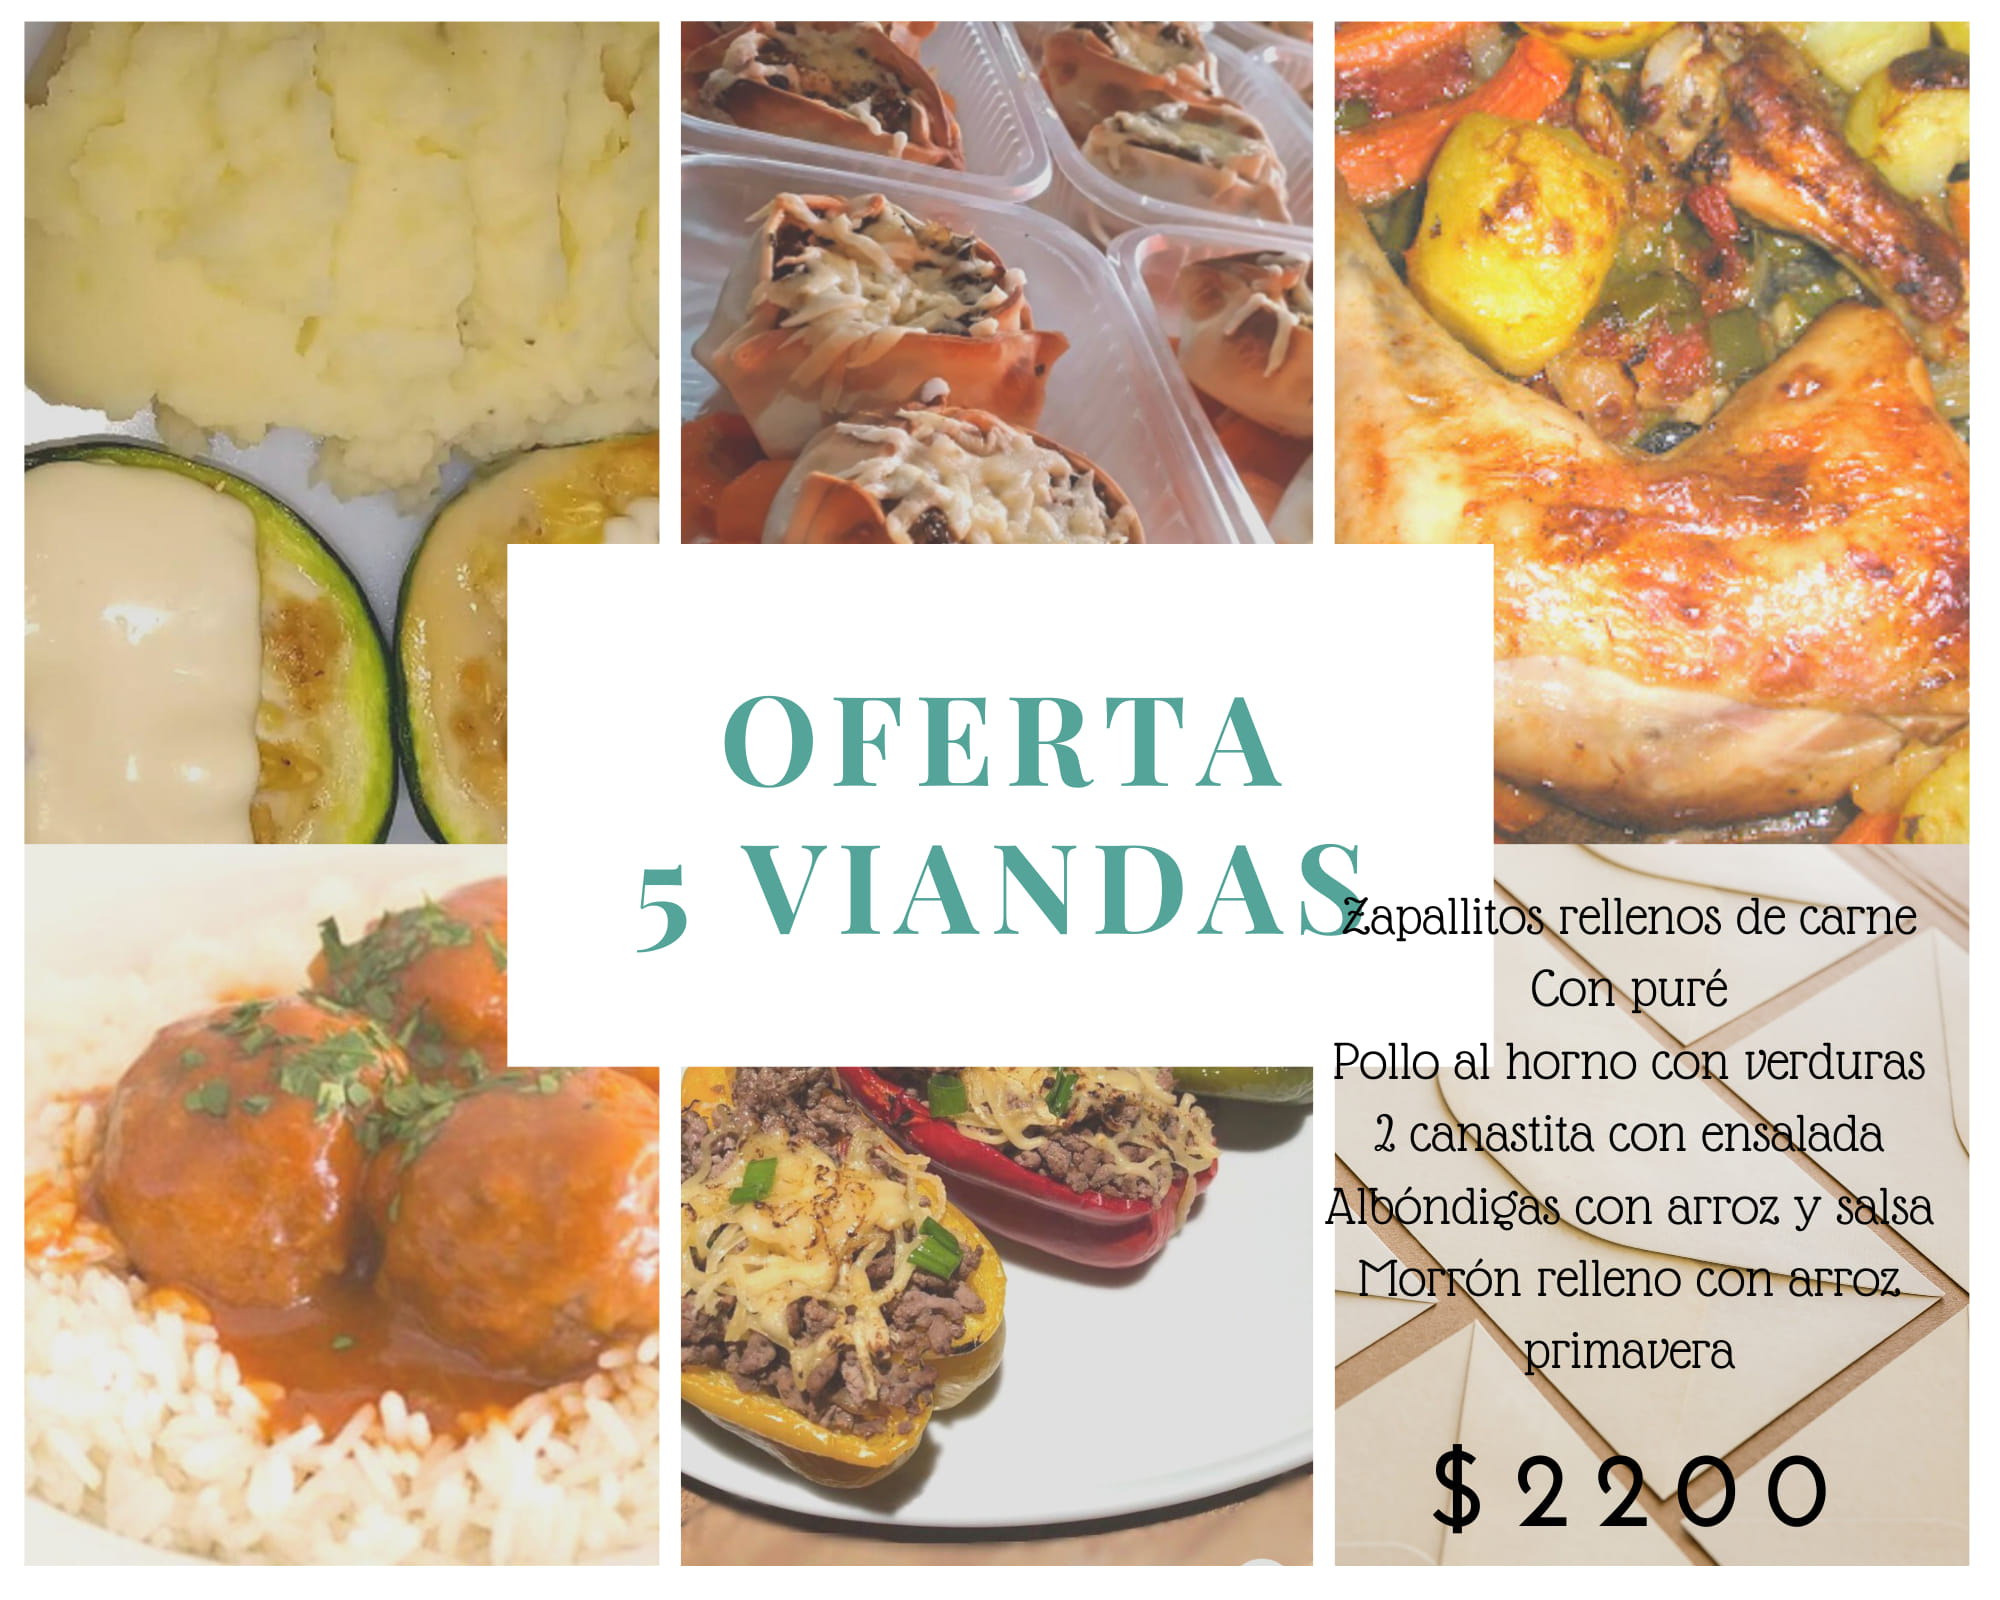 OFERTA
5 VIANDAS
Zapallitos rellenos de carne
Con puré
Pollo al horno con verduras
2 canastita con ensalada
Albóndigas con arroz y salsa
Morrón relleno con arroz
primavera
$2200